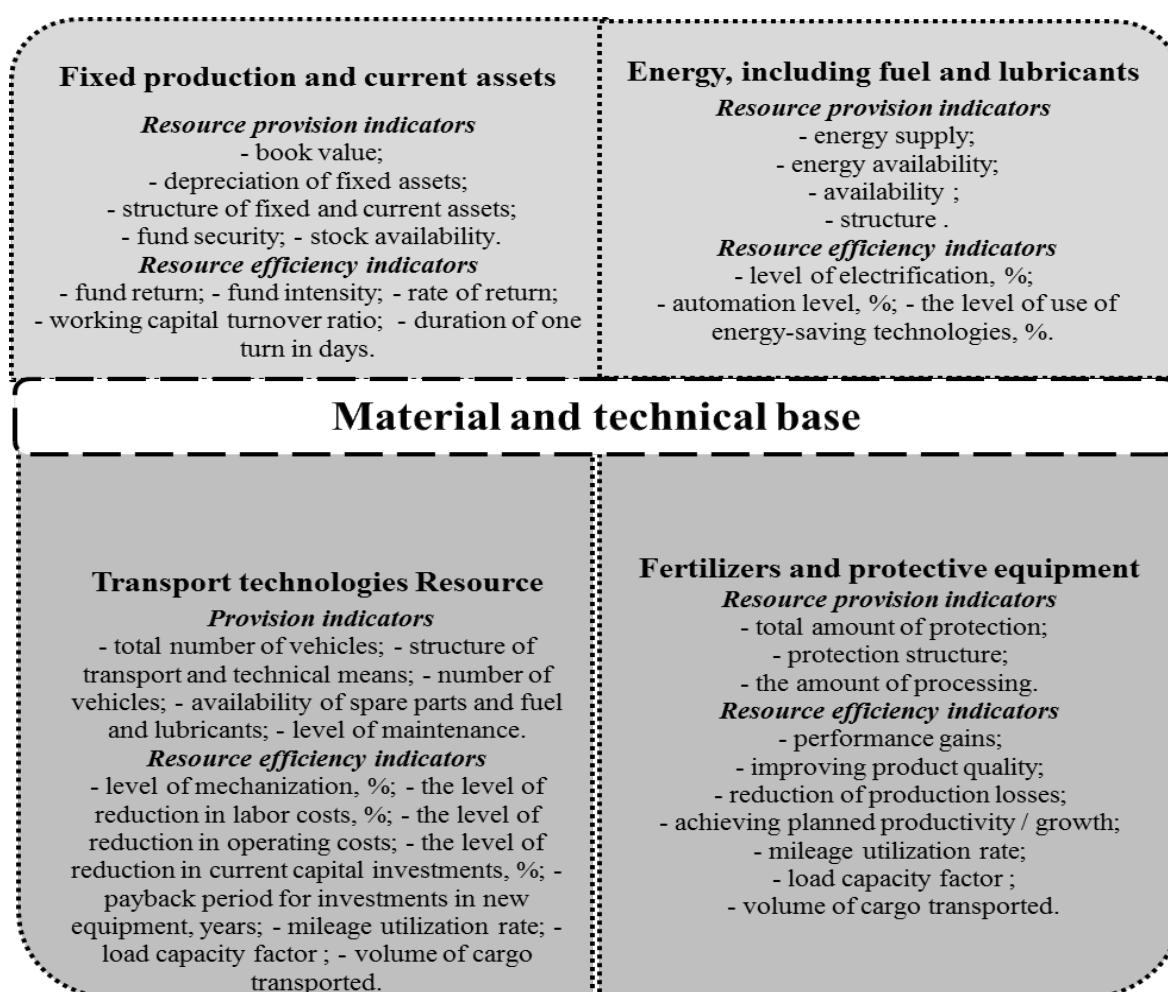 Fixed production and current assets
Resource provision indicators
- book value;
- depreciation of fixed assets;
- structure of fixed and current assets;
- fund security; - stock availability.
Resource efficiency indicators
- fund return; - fund intensity; - rate of return;
- working capital turnover ratio; - duration of one
turn in days.
Energy, including fuel and lubricants
Resource provision indicators
- energy supply;
- energy availability;
- availability ;
- structure .
Resource efficiency indicators
- level of electrification, %;
- automation level, %; - the level of use of
energy-saving technologies, %.
Material and technical base
Transport technologies Resource
Provision indicators
- total number of vehicles; - structure of
transport and technical means; - number of
vehicles; - availability of spare parts and fuel
and lubricants; - level of maintenance.
Resource efficiency indicators
- level of mechanization, %; - the level of
reduction in labor costs, %; - the level of
reduction in operating costs; - the level of
reduction in current capital investments, %; -
payback period for investments in new
equipment, years; - mileage utilization rate; -
load capacity factor ; - volume of cargo
transported.
Fertilizers and protective equipment
Resource provision indicators
- total amount of protection;
- protection structure;
- the amount of processing.
Resource efficiency indicators
- performance gains;
- improving product quality;
- reduction of production losses;
- achieving planned productivity / growth;
- mileage utilization rate;
- load capacity factor ;
- volume of cargo transported.